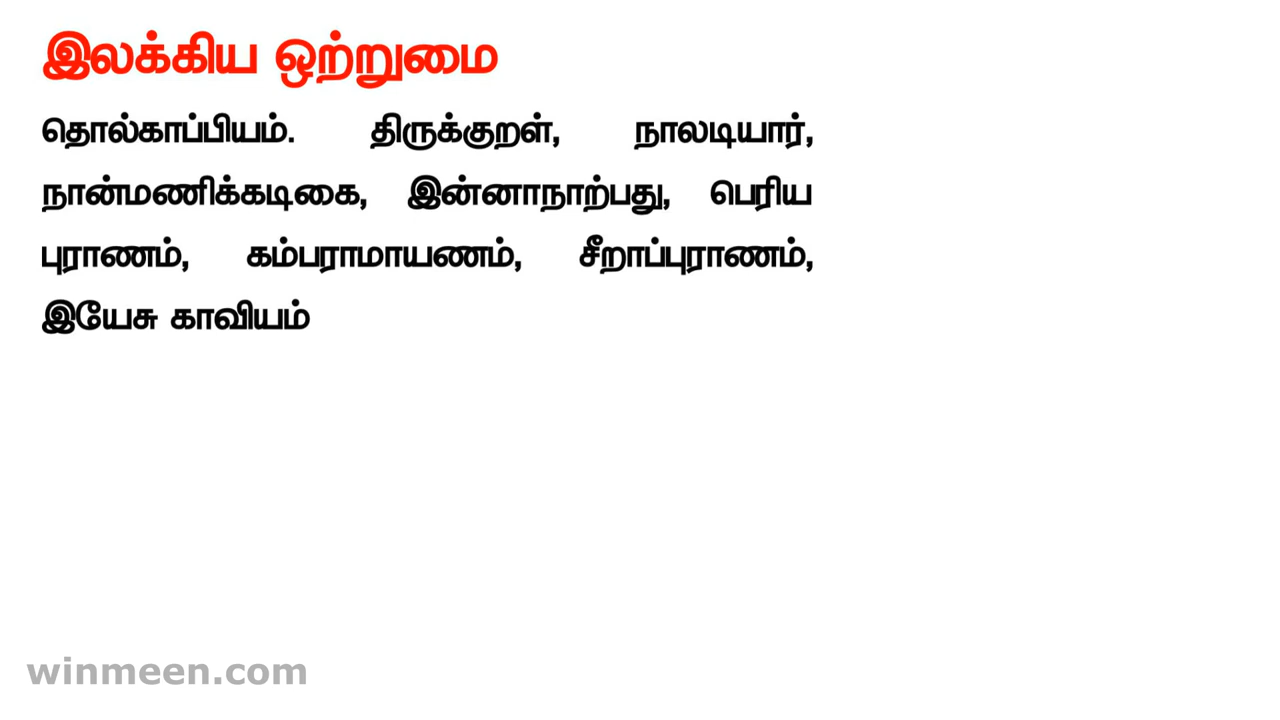 இலக்கிய ஒற்றுமை
தொல்காப்பியம். திருக்குறள், நாலடியார்,
நான்மணிக்கடிகை, இன்னாநாற்பது, பெரிய
புராணம், கம்பராமாயணம், சீறாப்புராணம்,
இயேசு காவியம்
winmeen.com